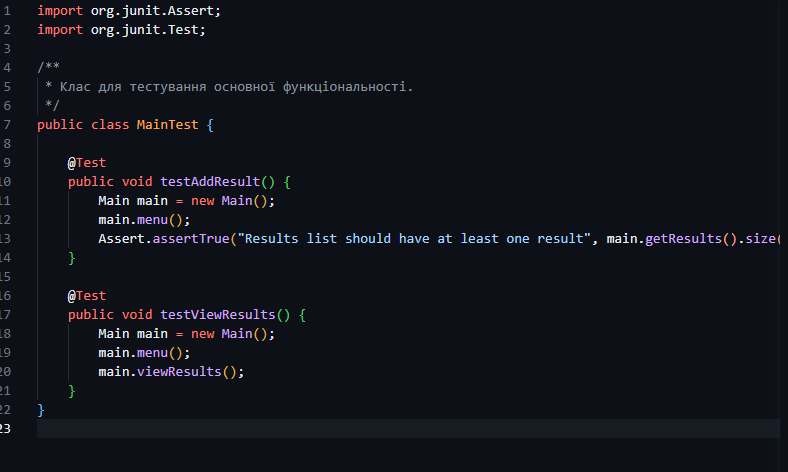 1 import org.junit.Assert;
2 import org.junit.Test;
3
4 /**
5 * Клас для тестування основної функціональності.
6 */
7 public class MainTest {
8
9 @Test
10 public void testAddResult() {
11 Main main = new Main();
12 main.menu();
13 Assert.assertTrue("Results list should have at least one result", main.getResults().size(
14 }
15
16 @Test
17 public void testViewResults() {
18 Main main = new Main();
19 main.menu();
20 main.viewResults();
21 }
22 }
23